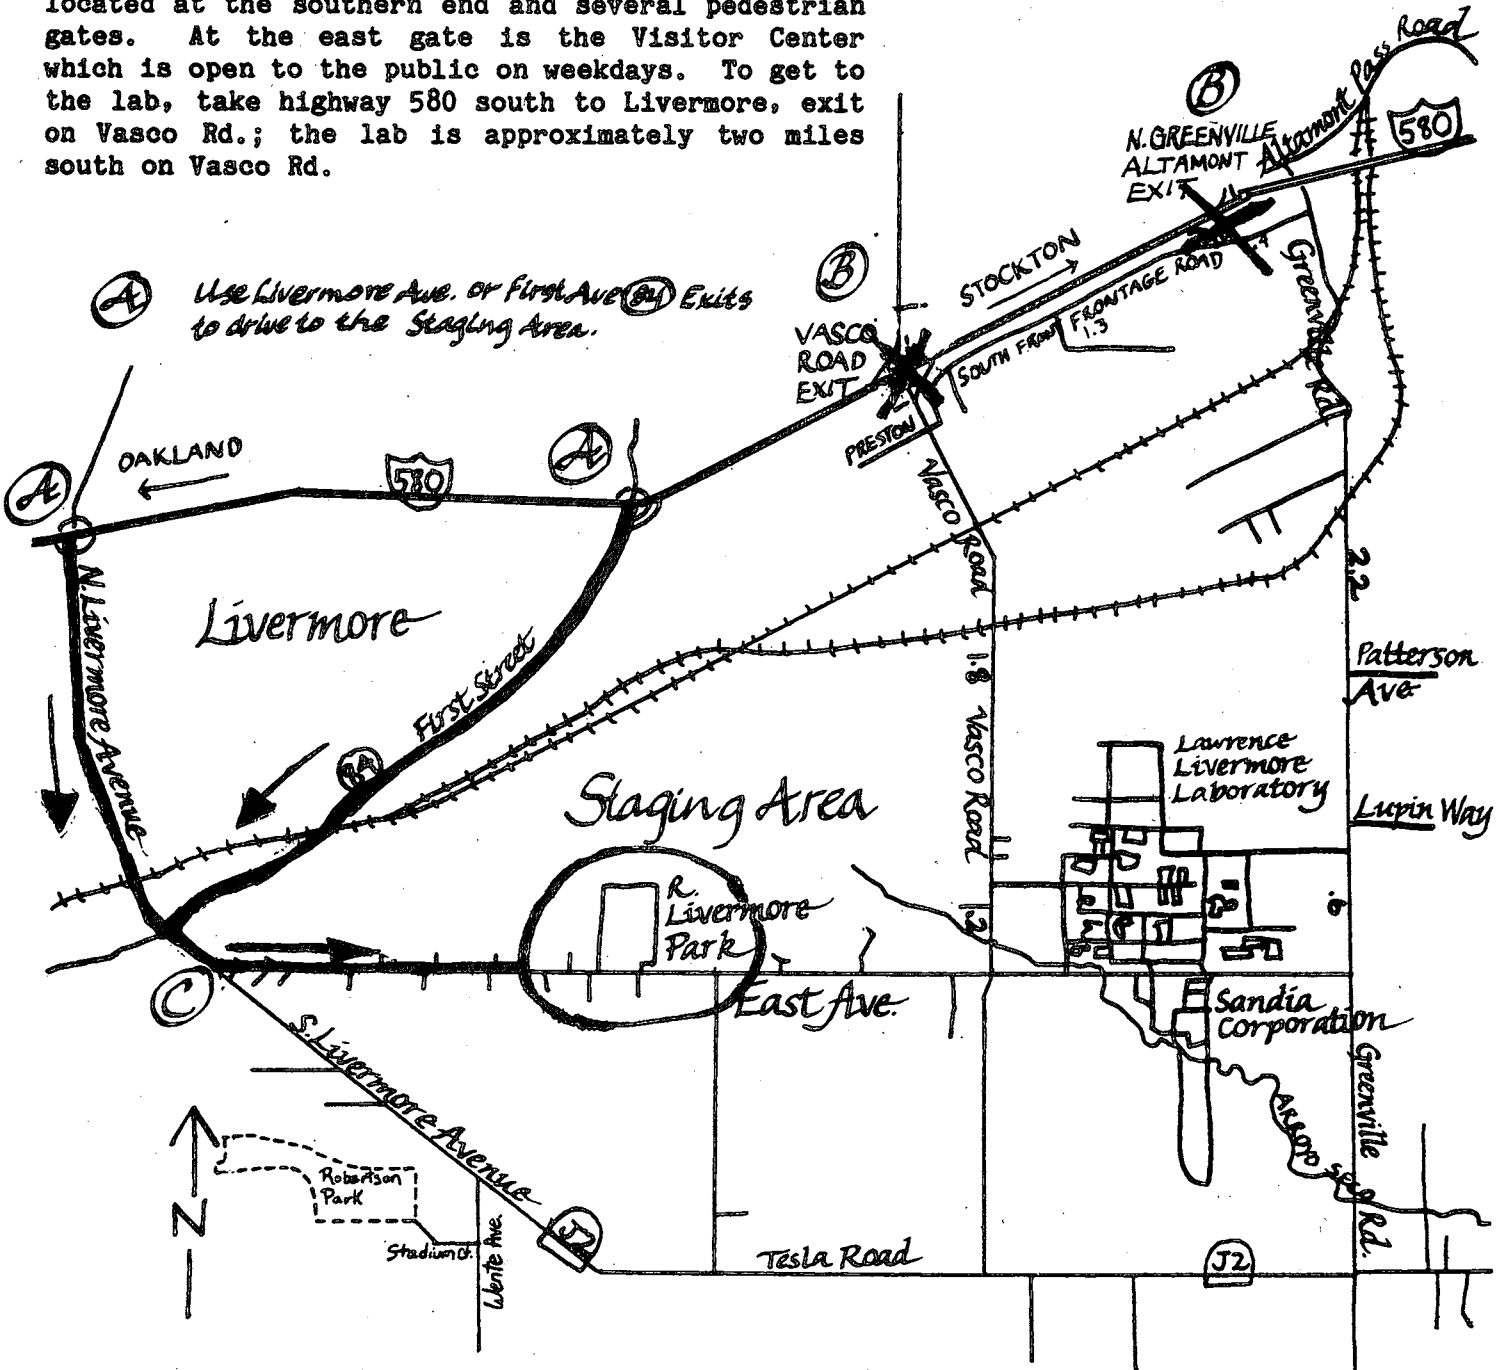 located at the southern end and several pedestrian
gates. At the east gate is the Visitor Center
which is open to the public on weekdays. To get to
the lab, take highway 580 south to Livermore, exit
on Vasco Rd.; the lab is approximately two miles
south on Vasco Rd.
Altamont Pass Road
B
580
N. GREENVILLE
ALTAMONT
EXIT
A
Use Livermore Ave. or First Ave (84) Exits
to drive to the Staging Area.
B
STOCKTON
SOUTH FRONT FRONTAGE ROAD
1.3
.4
Greenville Rd.
VASCO
ROAD
EXIT
PRESTON
A
OAKLAND
580
A
Vasco Road
N. Livermore Avenue
Livermore
First Street
84
2.2
Patterson
Ave
1.8
Vasco Road
Lawrence
Livermore
Laboratory
Lupin Way
Staging Area
R.
Livermore
Park
1.2
.6
East Ave.
C
Sandia
Corporation
S. Livermore Avenue
Greenville Rd.
ARROYO SECO
N
Robertson
Park
Stadium Ct.
Wente Ave.
J2
Tesla Road
J2